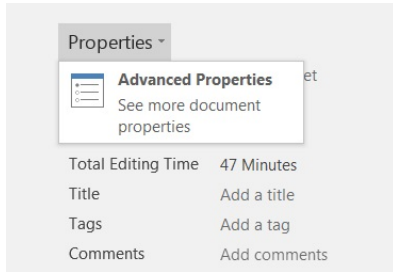 Properties
Advanced Properties
et
See more document
properties
Total Editing Time 47 Minutes
Title Add a title
Tags Add a tag
Comments Add comments